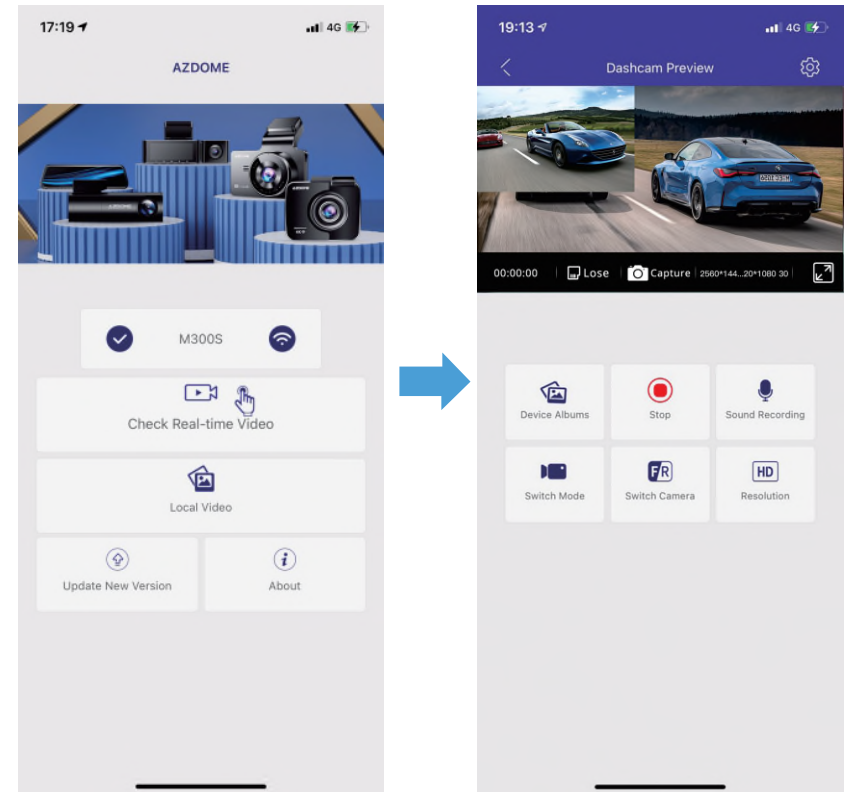 17:19
4G
AZDOME
AZDOME
M300S
Check Real-time Video
Local Video
Update New Version
About
19:13
4G
Dashcam Preview
00:00:00 Lose Capture 2560*144...20*1080 30
Device Albums
Stop
Sound Recording
F/R
HD
Switch Mode
Switch Camera
Resolution